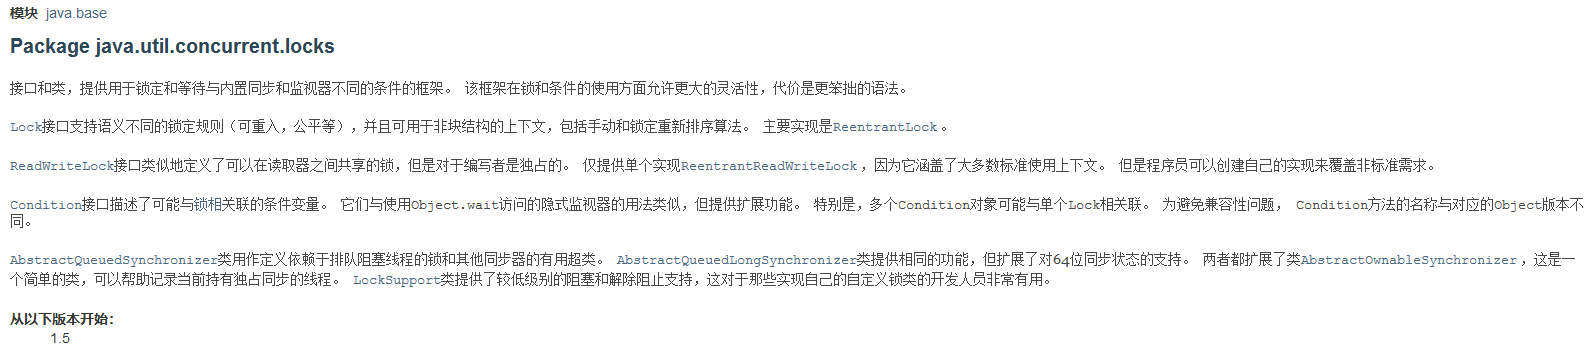 模块 java.base
Package java.util.concurrent.locks
接口和类，提供用于锁定和等待与内置同步和监视器不同的条件的框架。 该框架在锁和条件的使用方面允许更大的灵活性，代价是更笨拙的语法。
Lock接口支持语义不同的锁定规则（可重入，公平等），并且可用于非块结构的上下文，包括手动和锁定重新排序算法。 主要实现是ReentrantLock 。
ReadWriteLock接口类似地定义了可以在读取器之间共享的锁，但是对于编写者是独占的。 仅提供单个实现ReentrantReadWriteLock ，因为它涵盖了大多数标准使用上下文。 但是程序员可以创建自己的实现来覆盖非标准需求。
Condition接口描述了可能与锁相关联的条件变量。 它们与使用Object.wait访问的隐式监视器的用法类似，但提供扩展功能。 特别是，多个Condition对象可能与单个Lock相关联。 为避免兼容性问题， Condition方法的名称与对应的Object版本不
同。
AbstractQueuedSynchronizer类用作定义依赖于排队阻塞线程的锁和其他同步器的有用超类。 AbstractQueuedLongSynchronizer类提供相同的功能，但扩展了对64位同步状态的支持。 两者都扩展了类AbstractOwnableSynchronizer ，这是一
个简单的类，可以帮助记录当前持有独占同步的线程。 LockSupport类提供了较低级别的阻塞和解除阻止支持，这对于那些实现自己的自定义锁类的开发人员非常有用。
从以下版本开始：
1.5